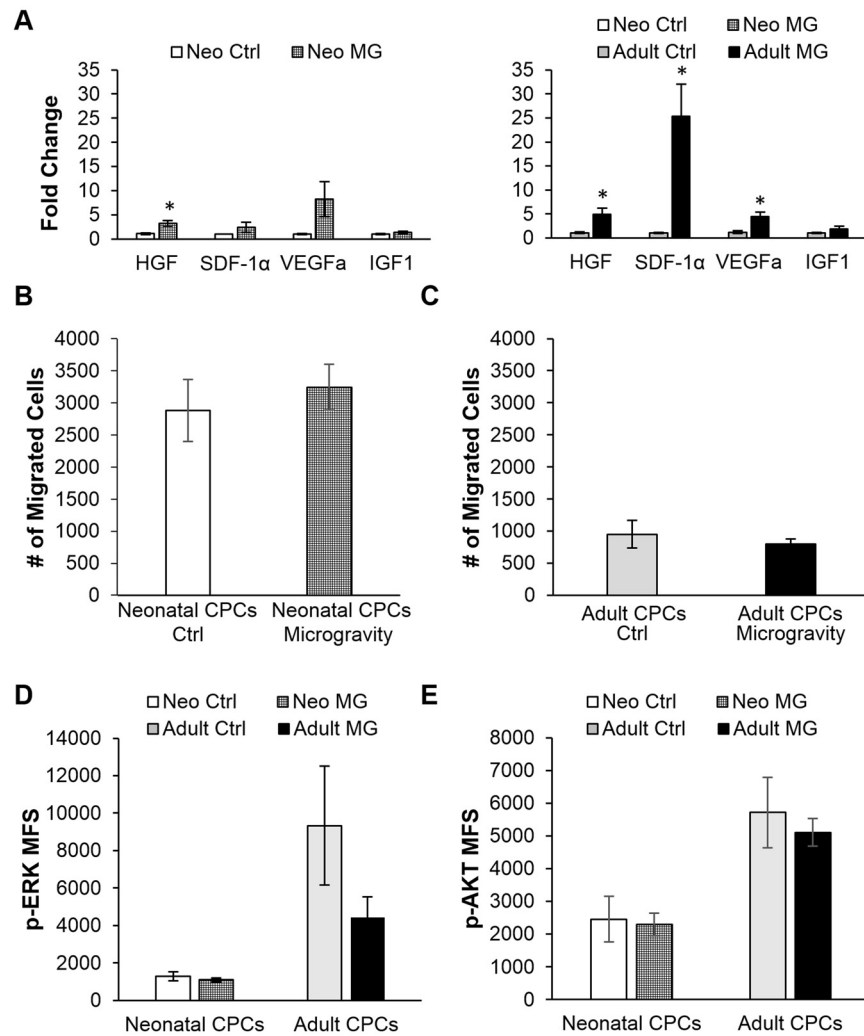 A
Neo Ctrl Neo MG
Neo Ctrl Neo MG
Adult Ctrl Adult MG
Fold Change
35
30
25
20
15
10
5
0
*
HGF SDF-1α VEGFa IGF1
35
30
25
20
15
10
5
0
* * *
HGF SDF-1α VEGFa IGF1
B
# of Migrated Cells
4000
3500
3000
2500
2000
1500
1000
500
0
Neonatal CPCs Neonatal CPCs
Ctrl Microgravity
C
# of Migrated Cells
4000
3500
3000
2500
2000
1500
1000
500
0
Adult CPCs Adult CPCs
Ctrl Microgravity
D
Neo Ctrl Neo MG
Adult Ctrl Adult MG
p-ERK MFS
14000
12000
10000
8000
6000
4000
2000
0
Neonatal CPCs Adult CPCs
E
Neo Ctrl Neo MG
Adult Ctrl Adult MG
p-AKT MFS
8000
7000
6000
5000
4000
3000
2000
1000
0
Neonatal CPCs Adult CPCs